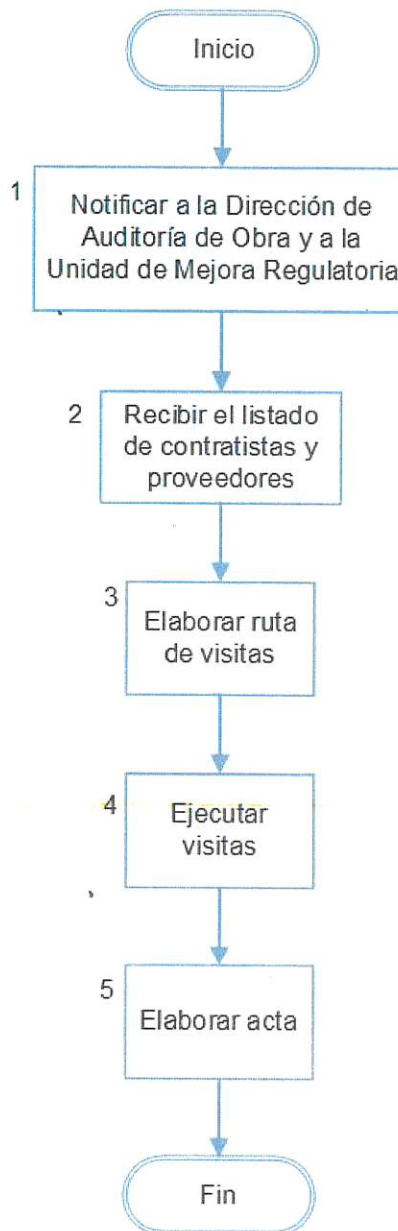 Inicio
1
Notificar a la Dirección de
Auditoría de Obra y a la
Unidad de Mejora Regulatoria
2
Recibir el listado
de contratistas y
proveedores
3
Elaborar ruta
de visitas
4
Ejecutar
visitas
5
Elaborar acta
Fin